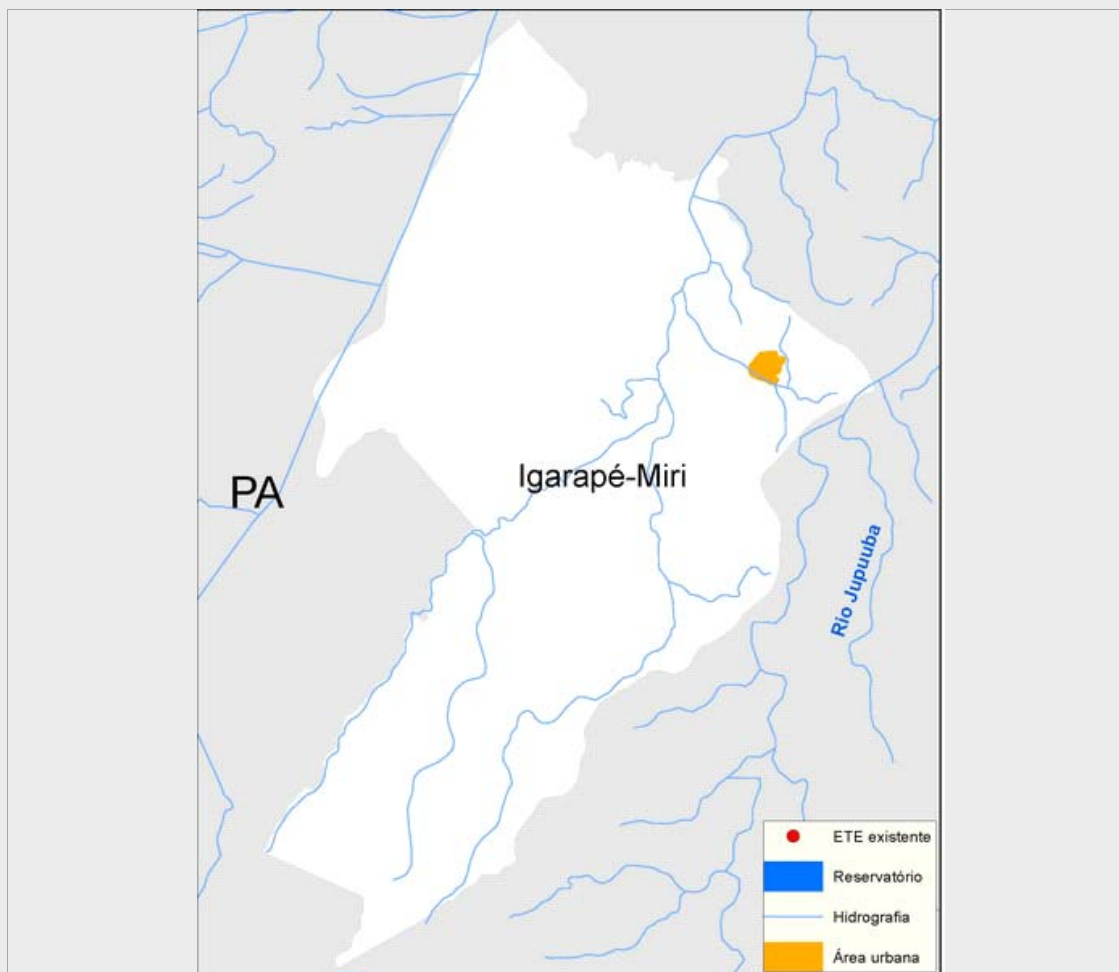 Igarapé-Miri
PA
Rio Jupuuba
ETE existente
Reservatório
Hidrografia
Área urbana